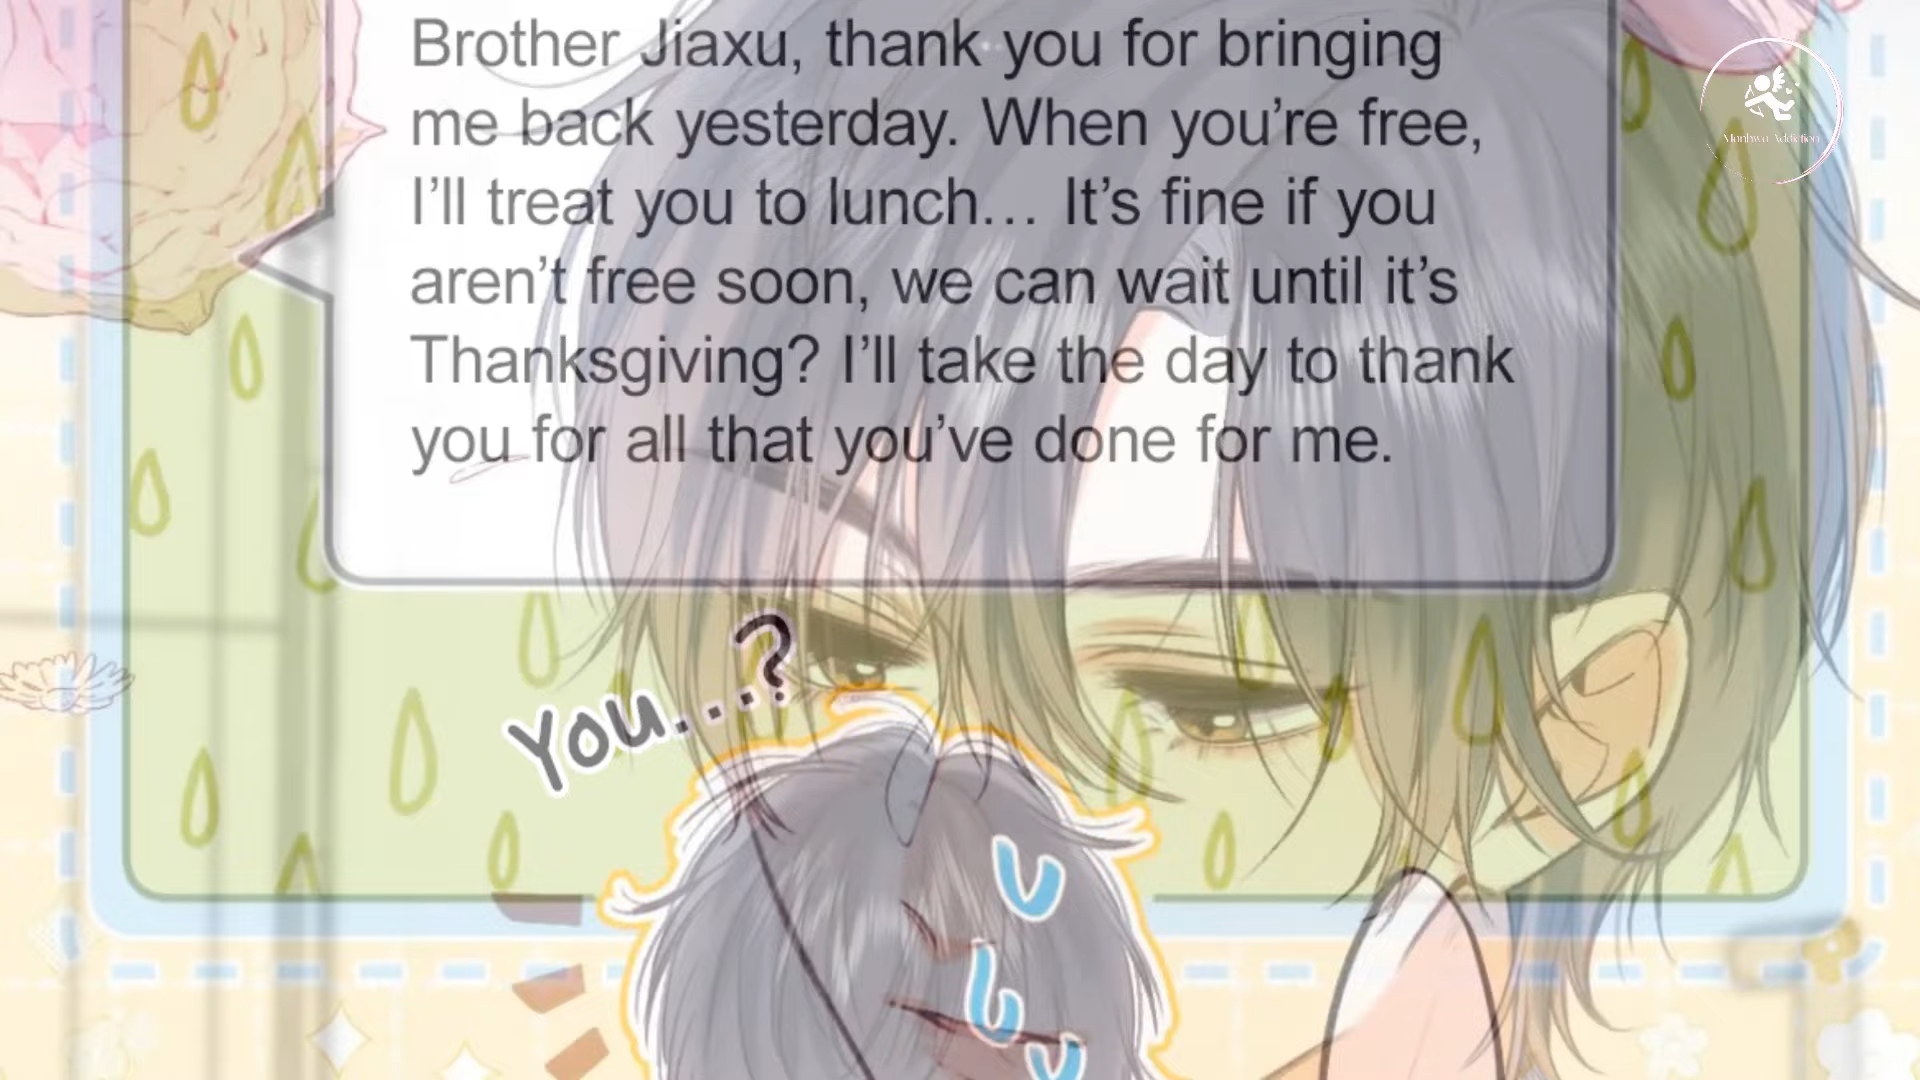 Brother Jiaxu, thank you for bringing
me back yesterday. When you’re free,
I’ll treat you to lunch… It’s fine if you
aren’t free soon, we can wait until it’s
Thanksgiving? I’ll take the day to thank
you for all that you’ve done for me.
You...?
Manhwa Addiction